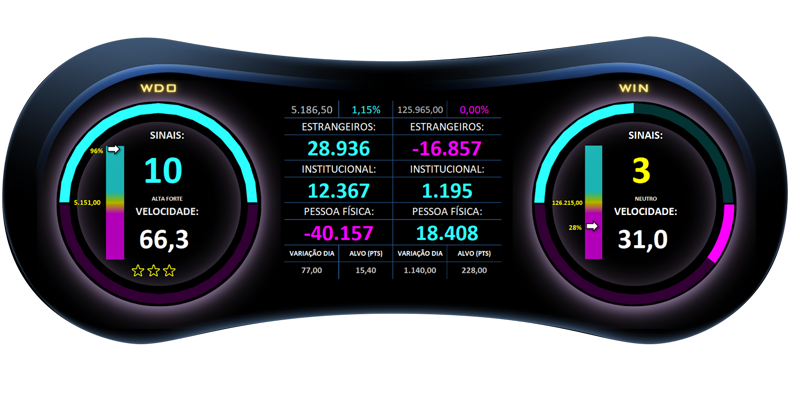 WDO
SINAIS:
96%
10
5.151,00
ALTA FORTE
VELOCIDADE:
66,3
5.186,50 1,15% 125.965,00 0,00%
ESTRANGEIROS: ESTRANGEIROS:
28.936 -16.857
INSTITUCIONAL: INSTITUCIONAL:
12.367 1.195
PESSOA FÍSICA: PESSOA FÍSICA:
-40.157 18.408
VARIAÇÃO DIA ALVO (PTS) VARIAÇÃO DIA ALVO (PTS)
77,00 15,40 1.140,00 228,00
WIN
SINAIS:
3
126.215,00
NEUTRO
VELOCIDADE:
28%
31,0